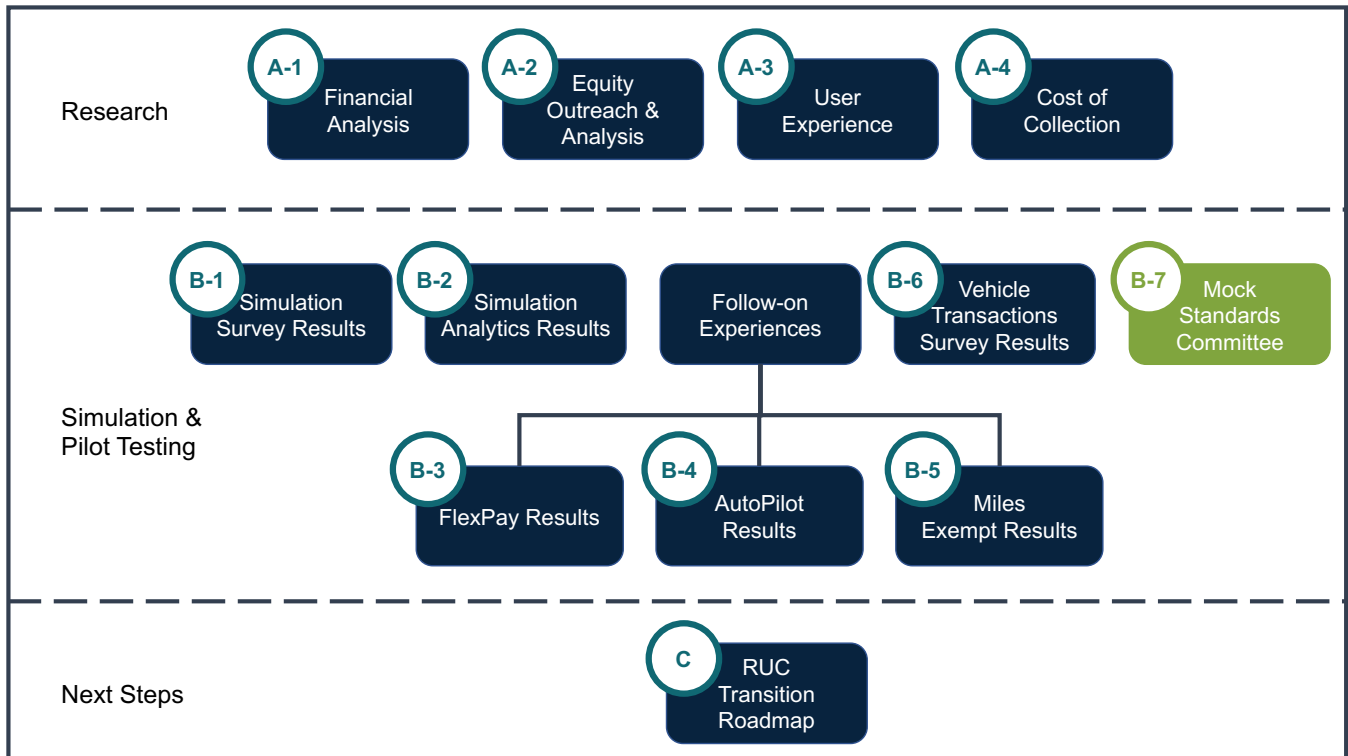 Research
A-1
Financial
Analysis
A-2
Equity
Outreach &
Analysis
A-3
User
Experience
A-4
Cost of
Collection
Simulation &
Pilot Testing
B-1
Simulation
Survey Results
B-2
Simulation
Analytics Results
Follow-on
Experiences
B-6
Vehicle
Transactions
Survey Results
B-7
Mock
Standards
Committee
B-3
FlexPay Results
B-4
AutoPilot
Results
B-5
Miles
Exempt Results
Next Steps
C
RUC
Transition
Roadmap